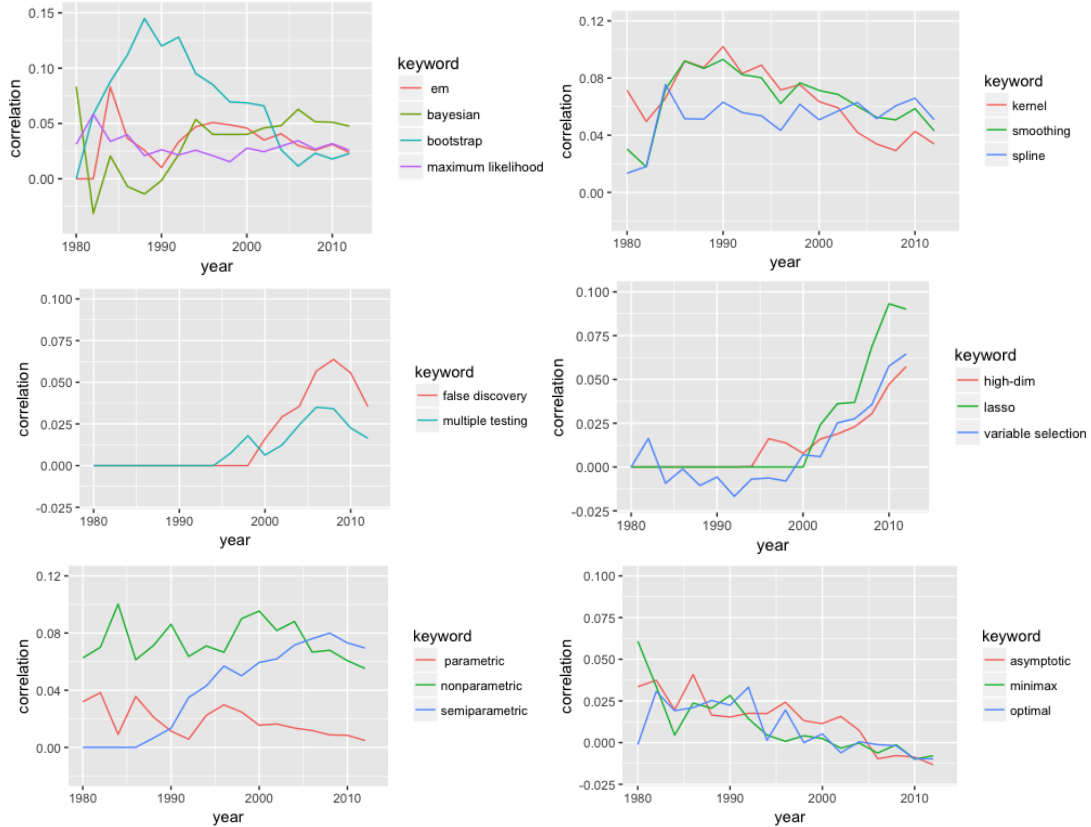 0.15
0.10
0.05
0.00
correlation
1980
1990
2000
2010
year
keyword
em
bayesian
bootstrap
maximum likelihood
0.12
0.08
0.04
0.00
correlation
1980
1990
2000
2010
year
keyword
kernel
smoothing
spline
0.100
0.075
0.050
0.025
0.000
-0.025
correlation
1980
1990
2000
2010
year
keyword
false discovery
multiple testing
0.100
0.075
0.050
0.025
0.000
-0.025
correlation
1980
1990
2000
2010
year
keyword
high-dim
lasso
variable selection
0.12
0.08
0.04
0.00
correlation
1980
1990
2000
2010
year
keyword
parametric
nonparametric
semiparametric
0.100
0.075
0.050
0.025
0.000
-0.025
correlation
1980
1990
2000
2010
year
keyword
asymptotic
minimax
optimal